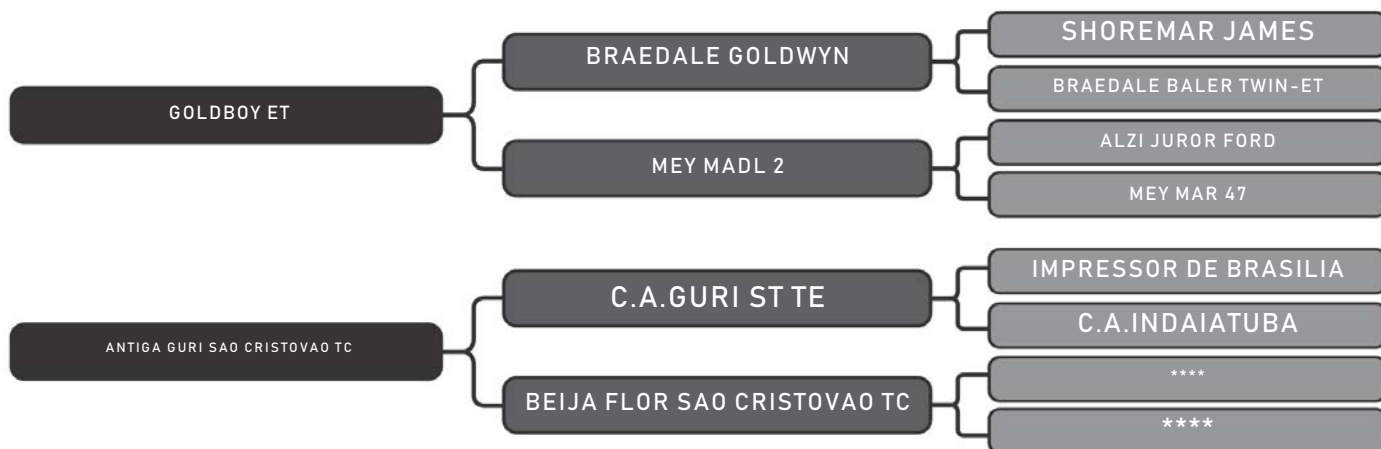 SHOREMAR JAMES
BRAEDALE GOLDWYN
BRAEDALE BALER TWIN-ET
GOLDBOY ET
ALZI JUROR FORD
MEY MADL 2
MEY MAR 47
IMPRESSOR DE BRASILIA
C.A.GURI ST TE
C.A.INDAIATUBA
ANTIGA GURI SAO CRISTOVAO TC
****
BEIJA FLOR SAO CRISTOVAO TC
****